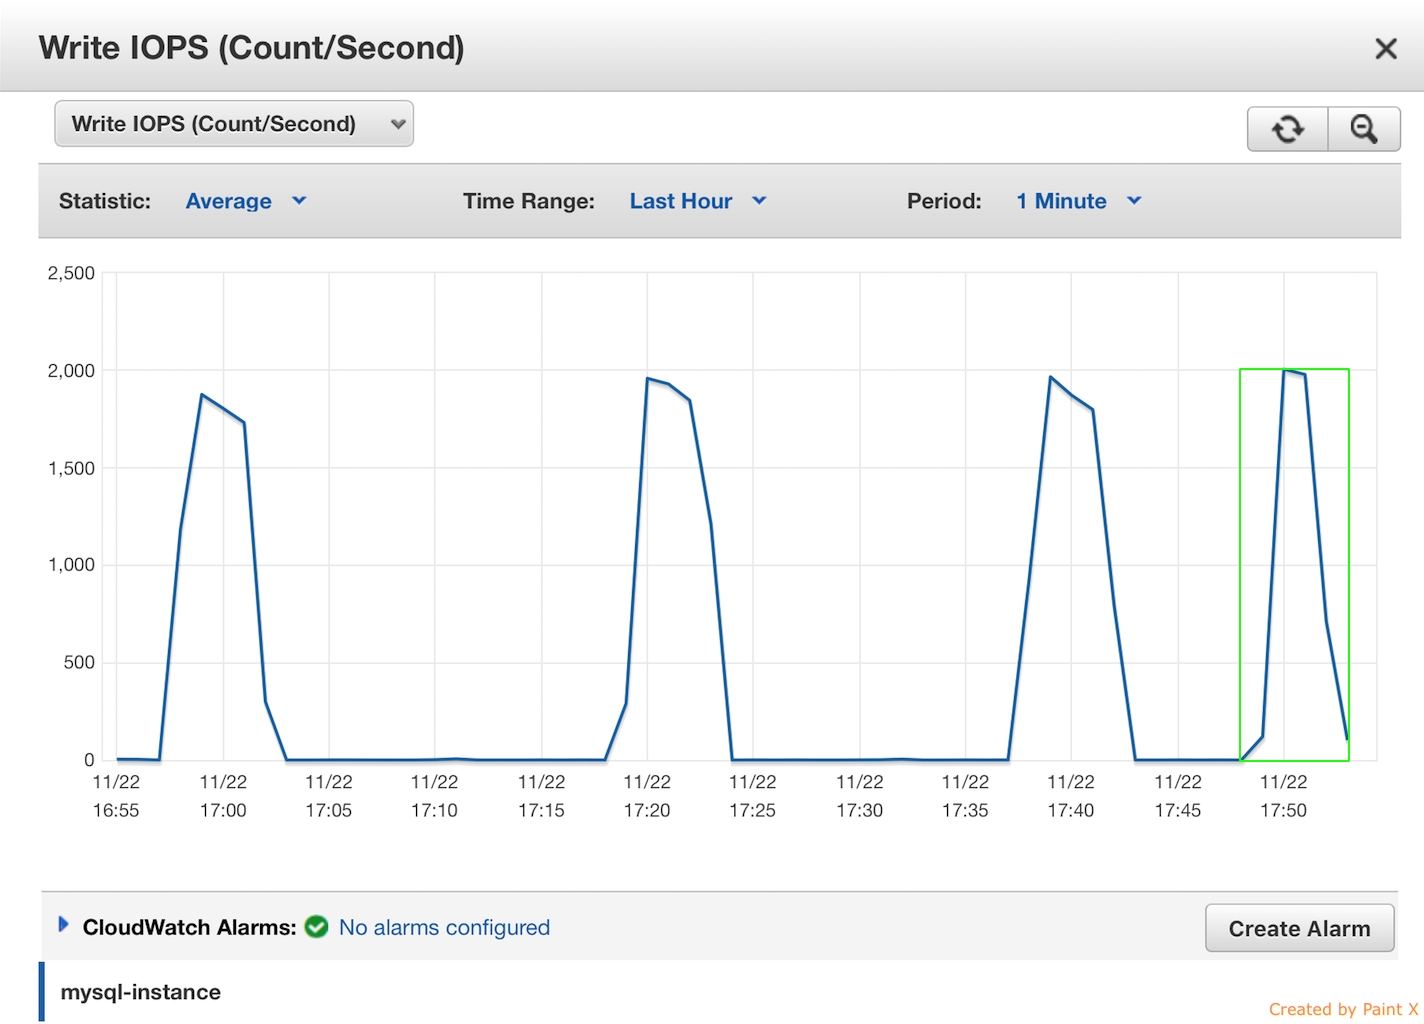 Write IOPS (Count/Second)
Write IOPS (Count/Second)
Statistic: Average Time Range: Last Hour Period: 1 Minute
2,500
2,000
1,500
1,000
500
0
11/22 11/22 11/22 11/22 11/22 11/22 11/22 11/22 11/22 11/22 11/22 11/22
16:55 17:00 17:05 17:10 17:15 17:20 17:25 17:30 17:35 17:40 17:45 17:50
CloudWatch Alarms: No alarms configured Create Alarm
mysql-instance
Created by Paint X